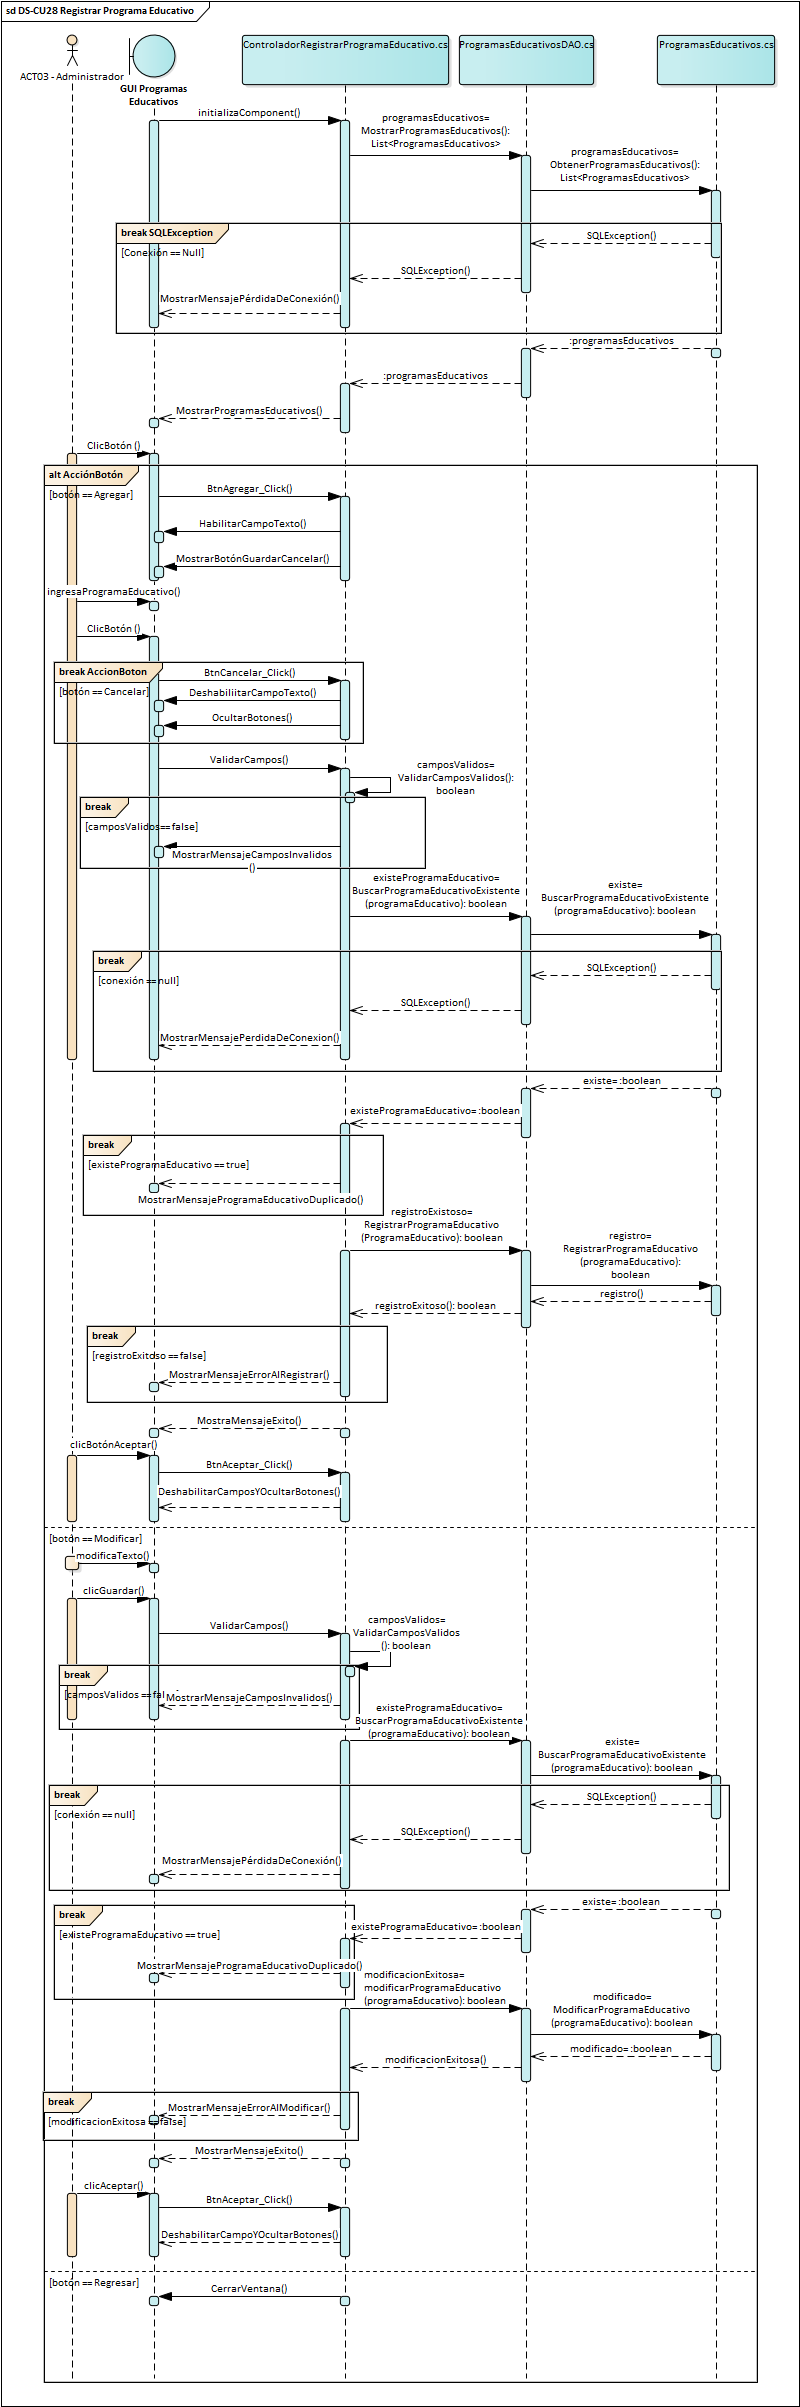 sd DS-CU28 Registrar Programa Educativo
ACT03 - Administrador
GUI Programas
Educativos
ControladorRegistrarProgramaEducativo.cs
ProgramasEducativosDAO.cs
ProgramasEducativos.cs
initializaComponent()
programasEducativos=
MostrarProgramasEducativos():
List<ProgramasEducativos>
programasEducativos=
ObtenerProgramasEducativos():
List<ProgramasEducativos>
break SQLException
[Conexión == Null]
SQLException()
SQLException()
MostrarMensajePérdidaDeConexión()
:programasEducativos
:programasEducativos
MostrarProgramasEducativos()
ClicBotón ()
alt AcciónBotón
[botón == Agregar]
BtnAgregar_Click()
HabilitarCampoTexto()
MostrarBotónGuardarCancelar()
ingresaProgramaEducativo()
ClicBotón ()
break AccionBoton
[botón == Cancelar]
BtnCancelar_Click()
DeshabiliitarCampoTexto()
OcultarBotones()
ValidarCampos()
camposValidos=
ValidarCamposValidos():
boolean
break
[camposValidos== false]
MostrarMensajeCamposInvalidos
()
existeProgramaEducativo=
BuscarProgramaEducativoExistente
(programaEducativo): boolean
existe=
BuscarProgramaEducativoExistente
(programaEducativo): boolean
break
[conexión == null]
SQLException()
SQLException()
MostrarMensajePerdidaDeConexion()
existe= :boolean
existeProgramaEducativo= :boolean
break
[existeProgramaEducativo == true]
MostrarMensajeProgramaEducativoDuplicado()
registroExistoso=
RegistrarProgramaEducativo
(ProgramaEducativo): boolean
registro=
RegistrarProgramaEducativo
(programaEducativo):
boolean
registro()
registroExitoso(): boolean
break
[registroExitoso == false]
MostrarMensajeErrorAlRegistrar()
MostraMensajeExito()
clicBotónAceptar()
BtnAceptar_Click()
DeshabilitarCamposYOcultarBotones()
[botón == Modificar]
modificaTexto()
clicGuardar()
ValidarCampos()
camposValidos=
ValidarCamposValidos
(): boolean
break
[camposValidos == fal
MostrarMensajeCamposInvalidos()
existeProgramaEducativo=
BuscarProgramaEducativoExistente
(programaEducativo): boolean
existe=
BuscarProgramaEducativoExistente
(programaEducativo): boolean
break
[conexión == null]
SQLException()
SQLException()
MostrarMensajePérdidaDeConexión()
existe= :boolean
break
[existeProgramaEducativo == true]
existeProgramaEducativo= :boolean
MostrarMensajeProgramaEducativoDuplicado()
modificacionExitosa=
modificarProgramaEducativo
(programaEducativo): boolean
modificado=
ModificarProgramaEducativo
(programaEducativo): boolean
modificado= :boolean
modificacionExitosa()
break
[modificacionExitosa == false]
MostrarMensajeErrorAlModificar()
MostrarMensajeExito()
clicAceptar()
BtnAceptar_Click()
DeshabilitarCampoYOcultarBotones()
[botón == Regresar]
CerrarVentana()